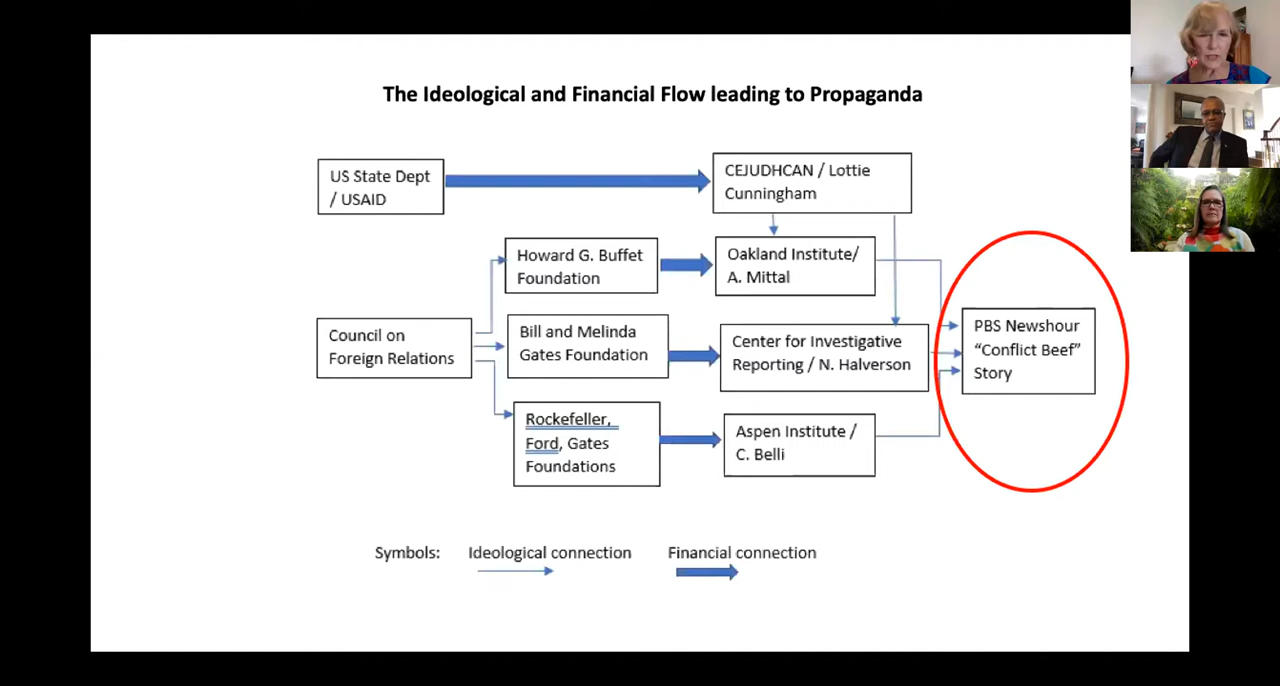 The Ideological and Financial Flow leading to Propaganda
US State Dept
/ USAID
CEJUDHCAN / Lottie
Cunningham
Howard G. Buffet
Foundation
Oakland Institute/
A. Mittal
Council on
Foreign Relations
Bill and Melinda
Gates Foundation
Center for Investigative
Reporting / N. Halverson
PBS Newshour
“Conflict Beef”
Story
Rockefeller,
Ford, Gates
Foundations
Aspen Institute /
C. Belli
Symbols: Ideological connection Financial connection